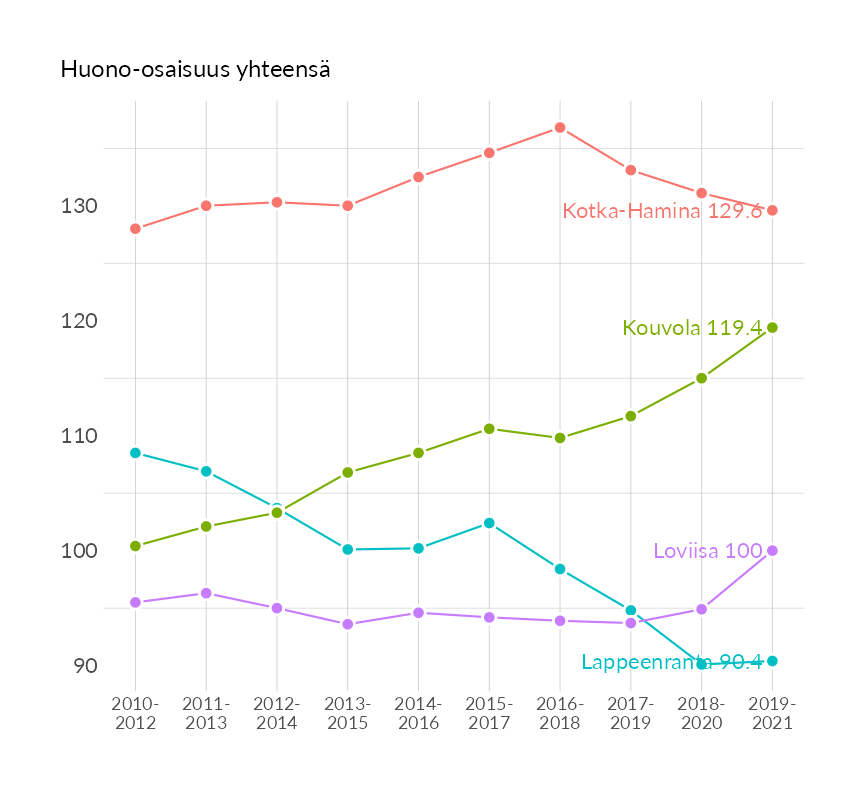 Huono-osaisuus yhteensä
130
Kotka-Hamina 129.6
120
Kouvola 119.4
110
100
Loviisa 100
90
Lappeenranta 90.4
2010- 2011- 2012- 2013- 2014- 2015- 2016- 2017- 2018- 2019-
2012 2013 2014 2015 2016 2017 2018 2019 2020 2021